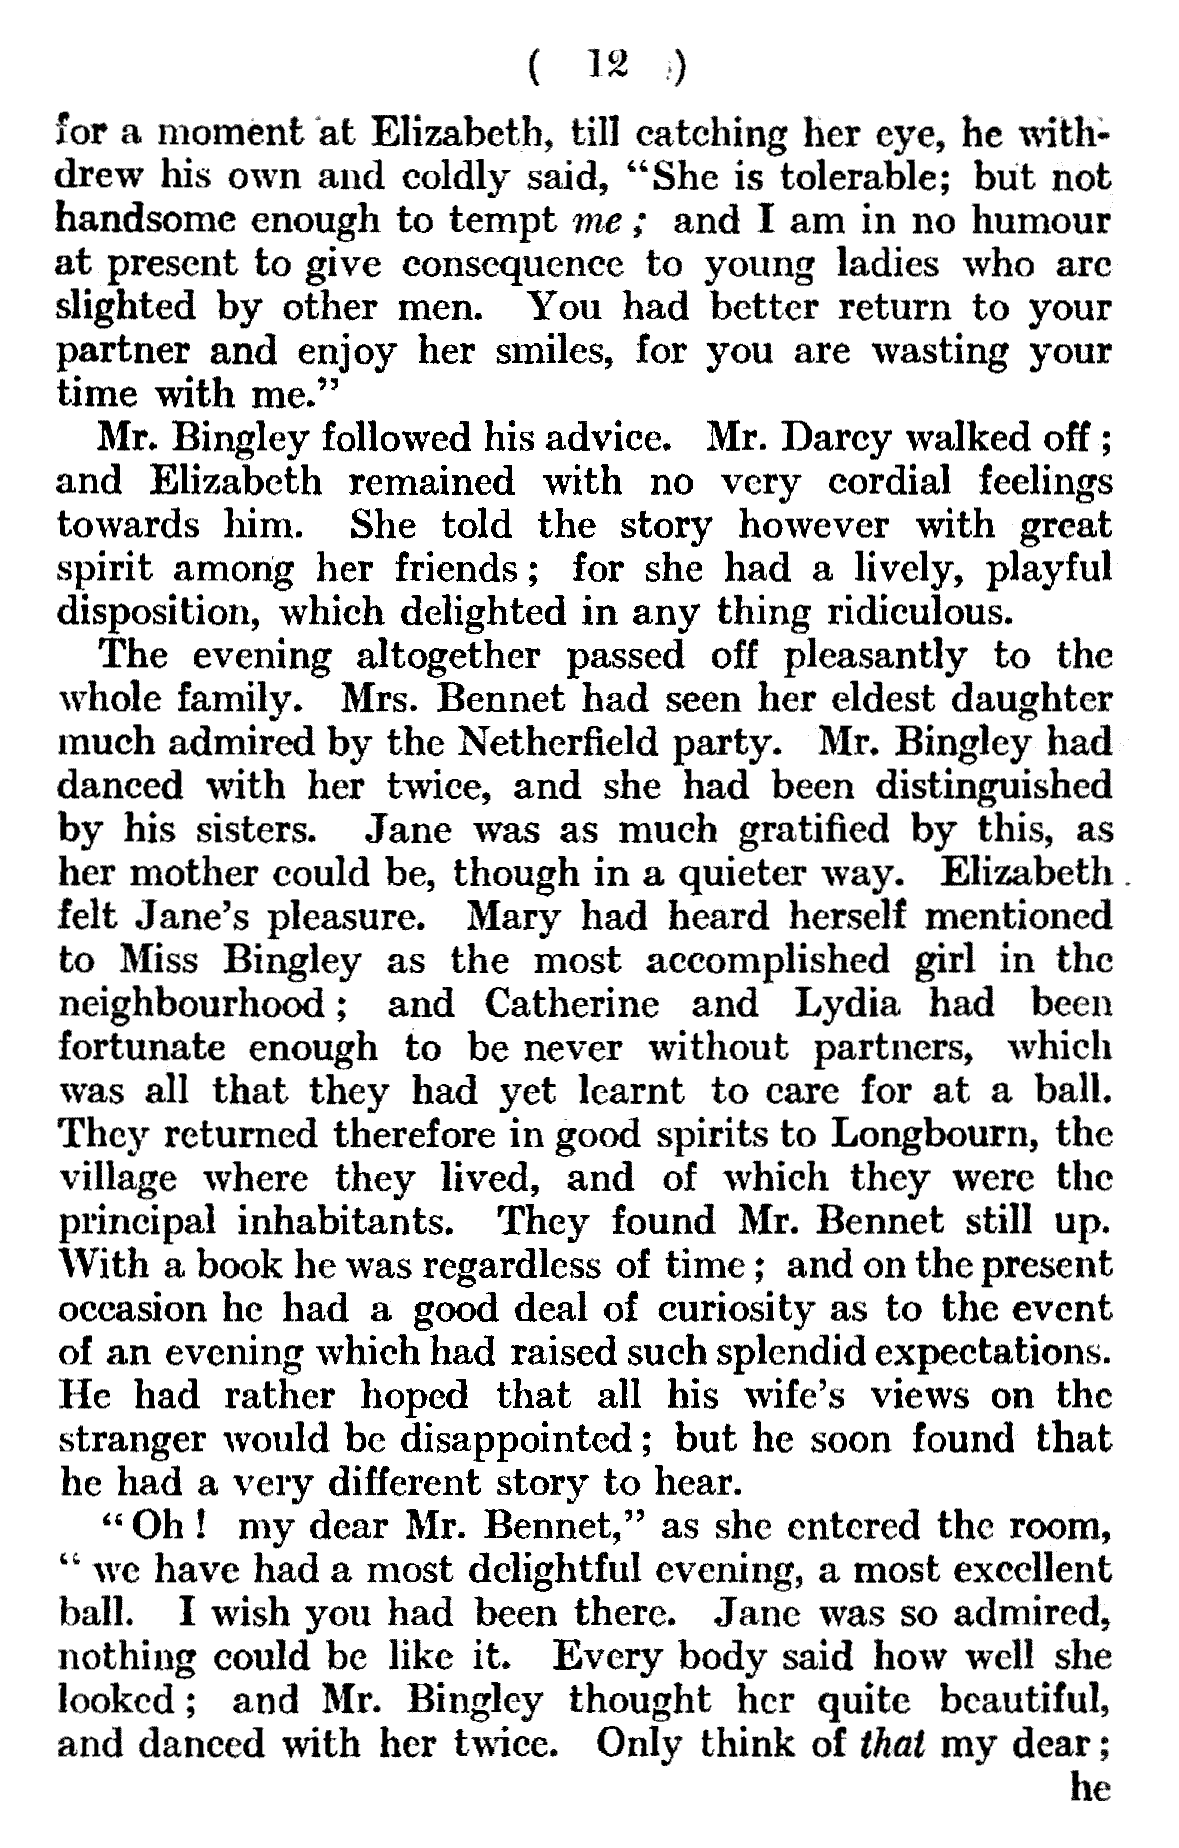 ( 12 )
for a moment at Elizabeth, till catching her eye, he with-
drew his own and coldly said, “She is tolerable; but not
handsome enough to tempt me; and I am in no humour
at present to give consequence to young ladies who are
slighted by other men. You had better return to your
partner and enjoy her smiles, for you are wasting your
time with me.”
Mr. Bingley followed his advice. Mr. Darcy walked off;
and Elizabeth remained with no very cordial feelings
towards him. She told the story however with great
spirit among her friends; for she had a lively, playful
disposition, which delighted in any thing ridiculous.
The evening altogether passed off pleasantly to the
whole family. Mrs. Bennet had seen her eldest daughter
much admired by the Netherfield party. Mr. Bingley had
danced with her twice, and she had been distinguished
by his sisters. Jane was as much gratified by this, as
her mother could be, though in a quieter way. Elizabeth
felt Jane’s pleasure. Mary had heard herself mentioned
to Miss Bingley as the most accomplished girl in the
neighbourhood; and Catherine and Lydia had been
fortunate enough to be never without partners, which
was all that they had yet learnt to care for at a ball.
They returned therefore in good spirits to Longbourn, the
village where they lived, and of which they were the
principal inhabitants. They found Mr. Bennet still up.
With a book he was regardless of time; and on the present
occasion he had a good deal of curiosity as to the event
of an evening which had raised such splendid expectations.
He had rather hoped that all his wife’s views on the
stranger would be disappointed; but he soon found that
he had a very different story to hear.
“Oh! my dear Mr. Bennet,” as she entered the room,
“we have had a most delightful evening, a most excellent
ball. I wish you had been there. Jane was so admired,
nothing could be like it. Every body said how well she
looked; and Mr. Bingley thought her quite beautiful,
and danced with her twice. Only think of that my dear;
he